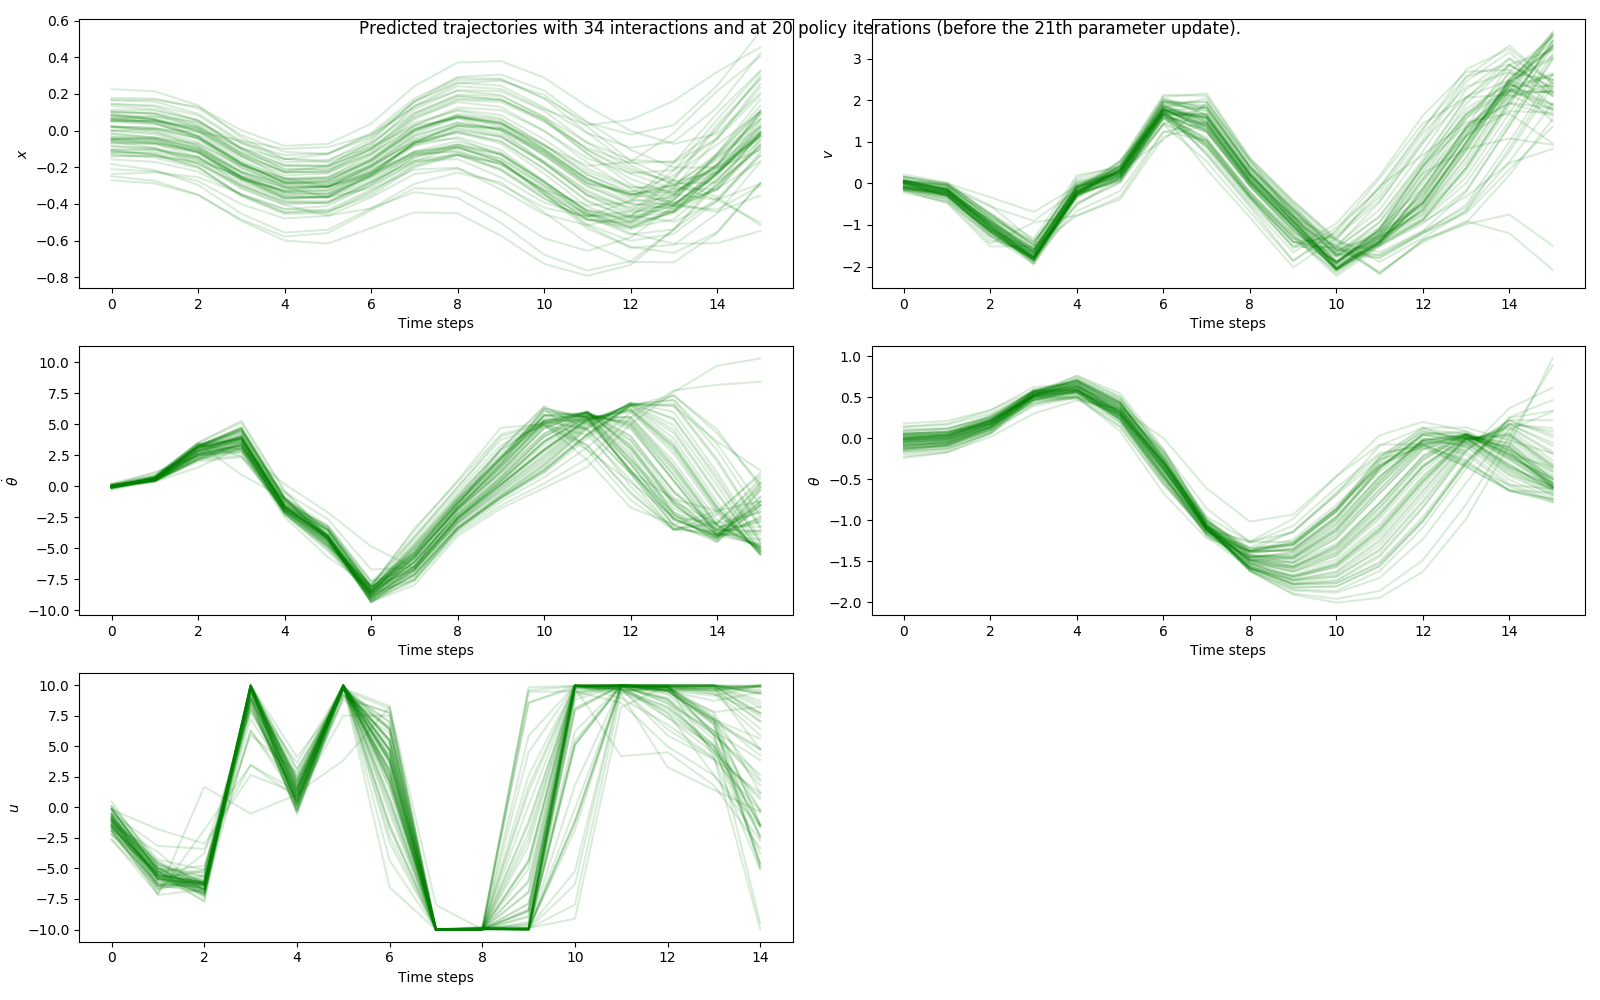 Predicted trajectories with 34 interactions and at 20 policy iterations (before the 21th parameter update).
0.6
0.4
0.2
0.0
−0.2
−0.4
−0.6
−0.8
x
0 2 4 6 8 10 12 14
Time steps
3
2
1
0
−1
−2
v
0 2 4 6 8 10 12 14
Time steps
10.0
7.5
5.0
2.5
0.0
−2.5
−5.0
−7.5
−10.0
θ̇
0 2 4 6 8 10 12 14
Time steps
1.0
0.5
0.0
−0.5
−1.0
−1.5
−2.0
θ
0 2 4 6 8 10 12 14
Time steps
10.0
7.5
5.0
2.5
0.0
−2.5
−5.0
−7.5
−10.0
u
0 2 4 6 8 10 12 14
Time steps